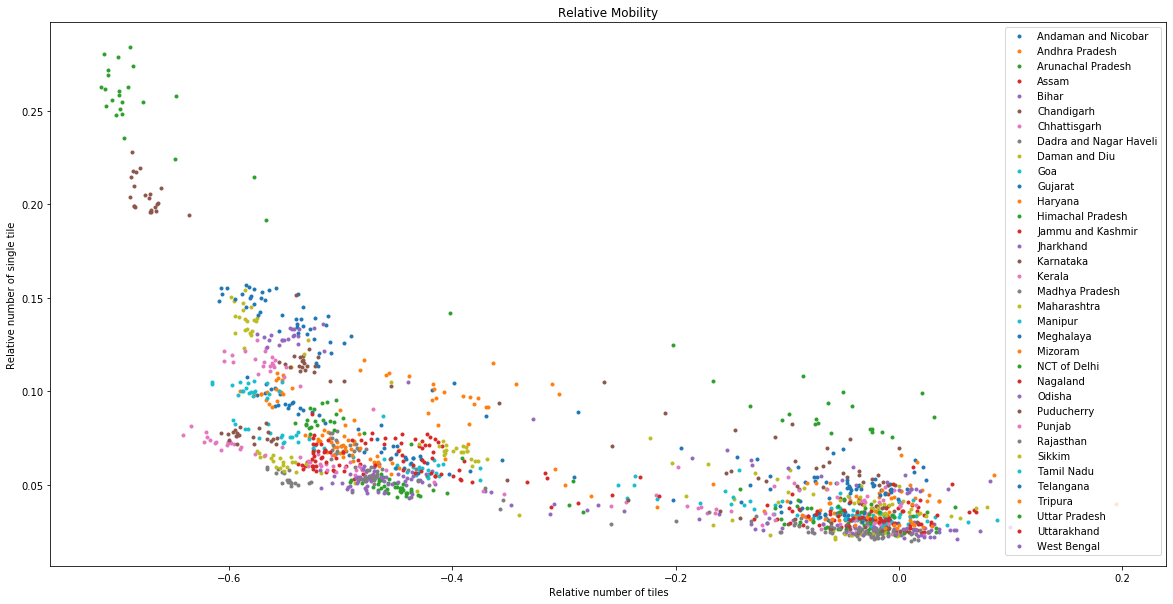 Relative Mobility
Relative number of single tile
0.25
0.20
0.15
0.10
0.05
−0.6
−0.4
−0.2
0.0
0.2
Relative number of tiles
Andaman and Nicobar
Andhra Pradesh
Arunachal Pradesh
Assam
Bihar
Chandigarh
Chhattisgarh
Dadra and Nagar Haveli
Daman and Diu
Goa
Gujarat
Haryana
Himachal Pradesh
Jammu and Kashmir
Jharkhand
Karnataka
Kerala
Madhya Pradesh
Maharashtra
Manipur
Meghalaya
Mizoram
NCT of Delhi
Nagaland
Odisha
Puducherry
Punjab
Rajasthan
Sikkim
Tamil Nadu
Telangana
Tripura
Uttar Pradesh
Uttarakhand
West Bengal